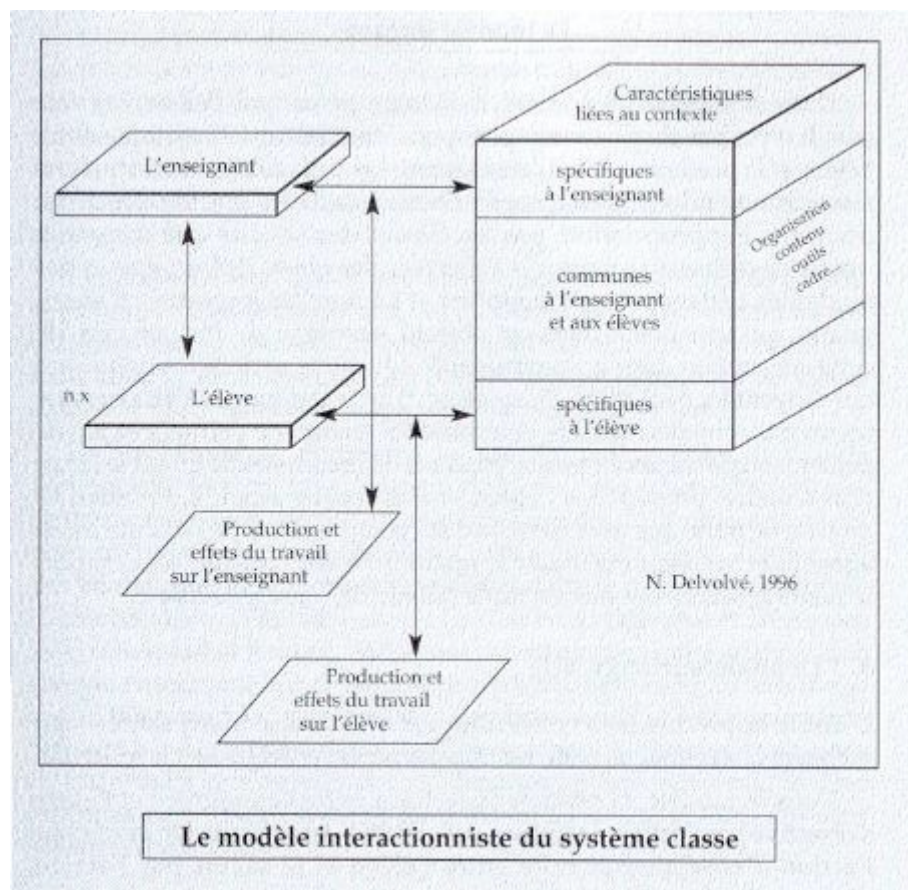 Caractéristiques
liées au contexte
L'enseignant
spécifiques
à l'enseignant
Organisation
contenu
outils
cadre
communes
à l'enseignant
et aux élèves
n x
L'élève
spécifiques
à l'élève
Production et
effets du travail
sur l'enseignant
N. Delvolvé, 1996
Production et
effets du travail
sur l'élève
Le modèle interactionniste du système classe